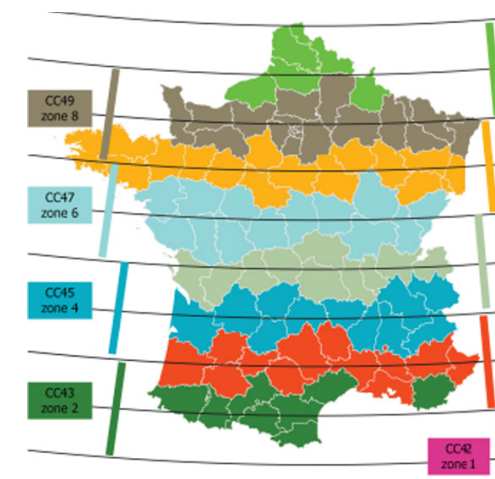 CC49
zone 8
CC47
zone 6
CC45
zone 4
CC43
zone 2
CC42
zone 1